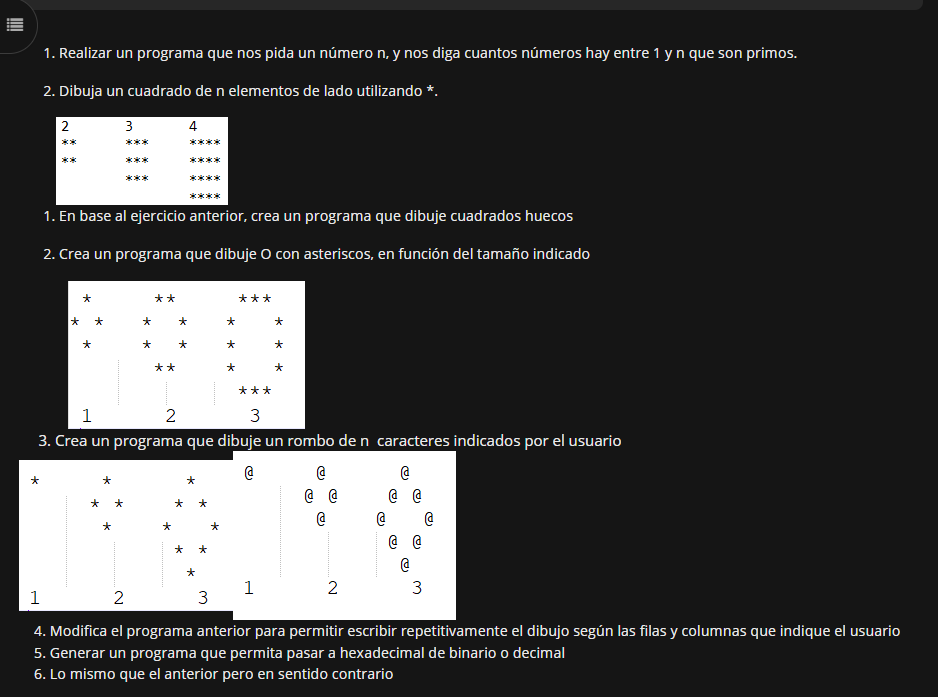 1. Realizar un programa que nos pida un número n, y nos diga cuantos números hay entre 1 y n que son primos.
2. Dibuja un cuadrado de n elementos de lado utilizando *.
2 3 4
** *** ****
** *** ****
*** ****
****
1. En base al ejercicio anterior, crea un programa que dibuje cuadrados huecos
2. Crea un programa que dibuje O con asteriscos, en función del tamaño indicado
* ** ***
* * * * * *
* * * * *
** * *
***
1 2 3
3. Crea un programa que dibuje un rombo de n caracteres indicados por el usuario
* * * @ @ @
* * * * @ @ @ @
* * * @ @ @
* * @ @
* @
1 2 3 1 2 3
4. Modifica el programa anterior para permitir escribir repetitivamente el dibujo según las filas y columnas que indique el usuario
5. Generar un programa que permita pasar a hexadecimal de binario o decimal
6. Lo mismo que el anterior pero en sentido contrario